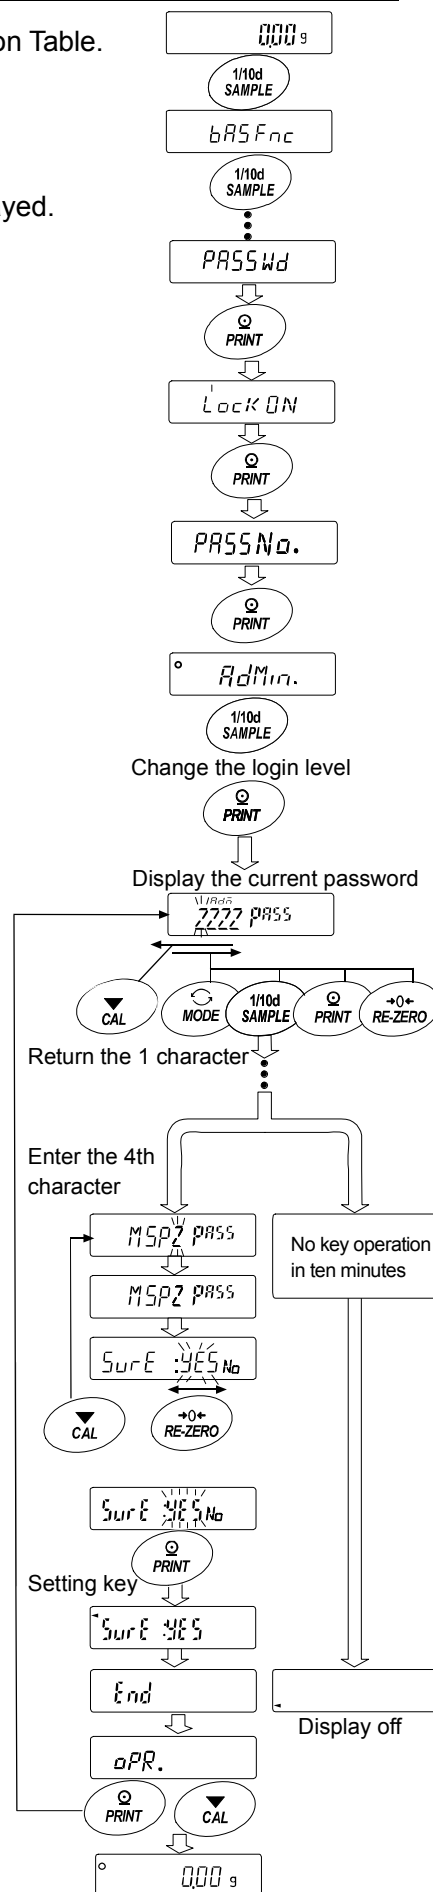 on Table.
0.00 g
1/10d
SAMPLE
bASFnc
1/10d
SAMPLE
yed.
PASSWd
PRINT
LocK ON
PRINT
PASSNo.
PRINT
AdMin.
1/10d
SAMPLE
Change the login level
PRINT
Display the current password
Adm
ZZZZ PASS
CAL
MODE
1/10d
SAMPLE
PRINT
→0←
RE-ZERO
Return the 1 character
Enter the 4th
character
MSPZ PASS
No key operation
in ten minutes
MSPZ PASS
SurE :YES No
CAL
→0←
RE-ZERO
SurE :YES No
PRINT
Setting key
SurE :YES
End
Display off
oPR.
PRINT
CAL
0.00 g